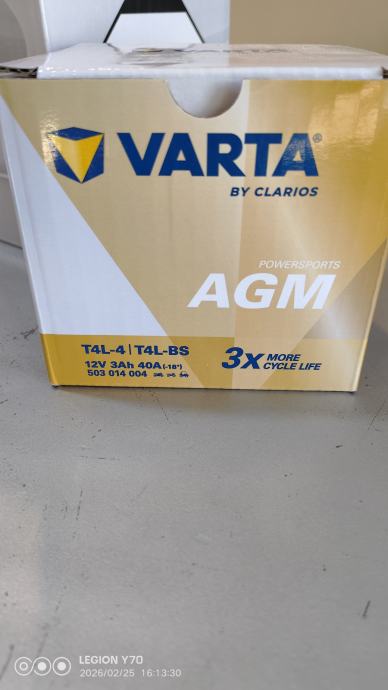 VARTA®
BY CLARIOS
POWERSPORTS
AGM
T4L-4 | T4L-BS
12V 3Ah 40A(-18°)
503 014 004
3x MORE
CYCLE LIFE
LEGION Y70
2026/02/25 16:13:30